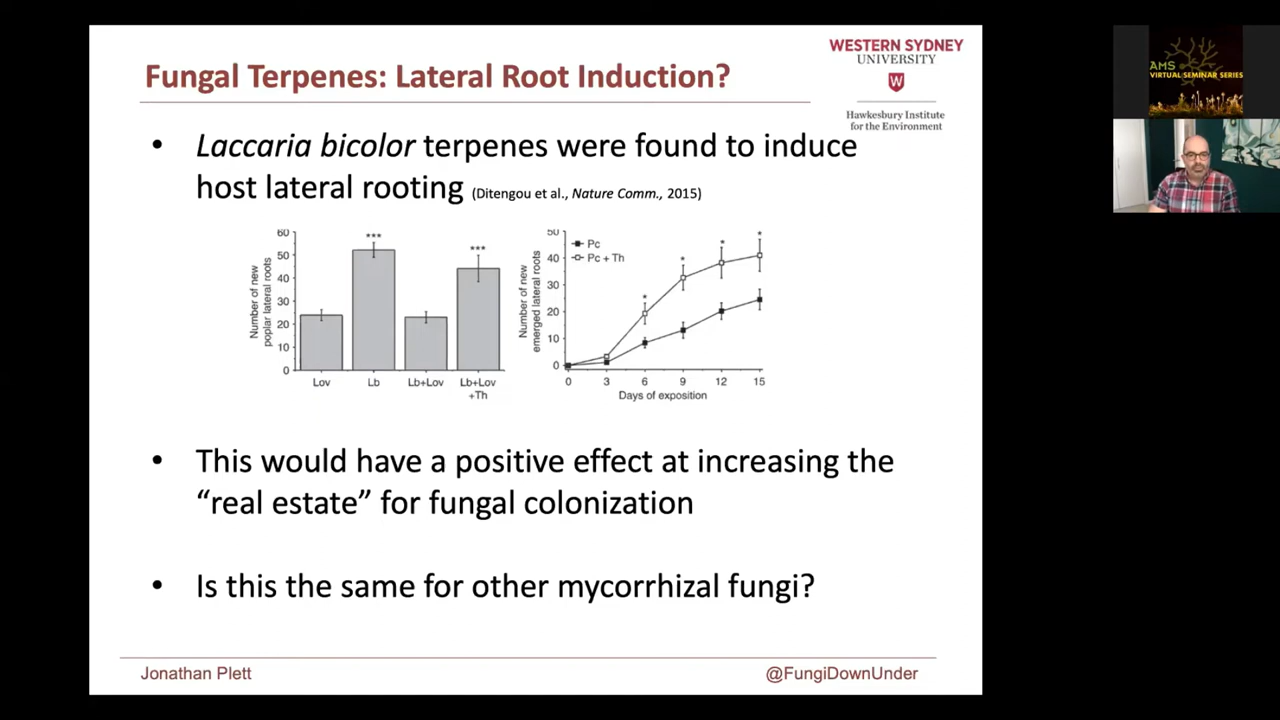 WESTERN SYDNEY
UNIVERSITY
W
Hawkesbury Institute
for the Environment
Fungal Terpenes: Lateral Root Induction?
• Laccaria bicolor terpenes were found to induce
host lateral rooting (Ditengou et al., Nature Comm., 2015)
Number of new
poplar lateral roots
60
50
40
30
20
10
0
***
***
Lov Lb Lb+Lov Lb+Lov
+Th
Number of new
emerged lateral roots
50
40
30
20
10
0
Pc
Pc + Th
* * * *
0 3 6 9 12 15
Days of exposition
• This would have a positive effect at increasing the
“real estate” for fungal colonization
• Is this the same for other mycorrhizal fungi?
Jonathan Plett
@FungiDownUnder
AMS
VIRTUAL SEMINAR SERIES